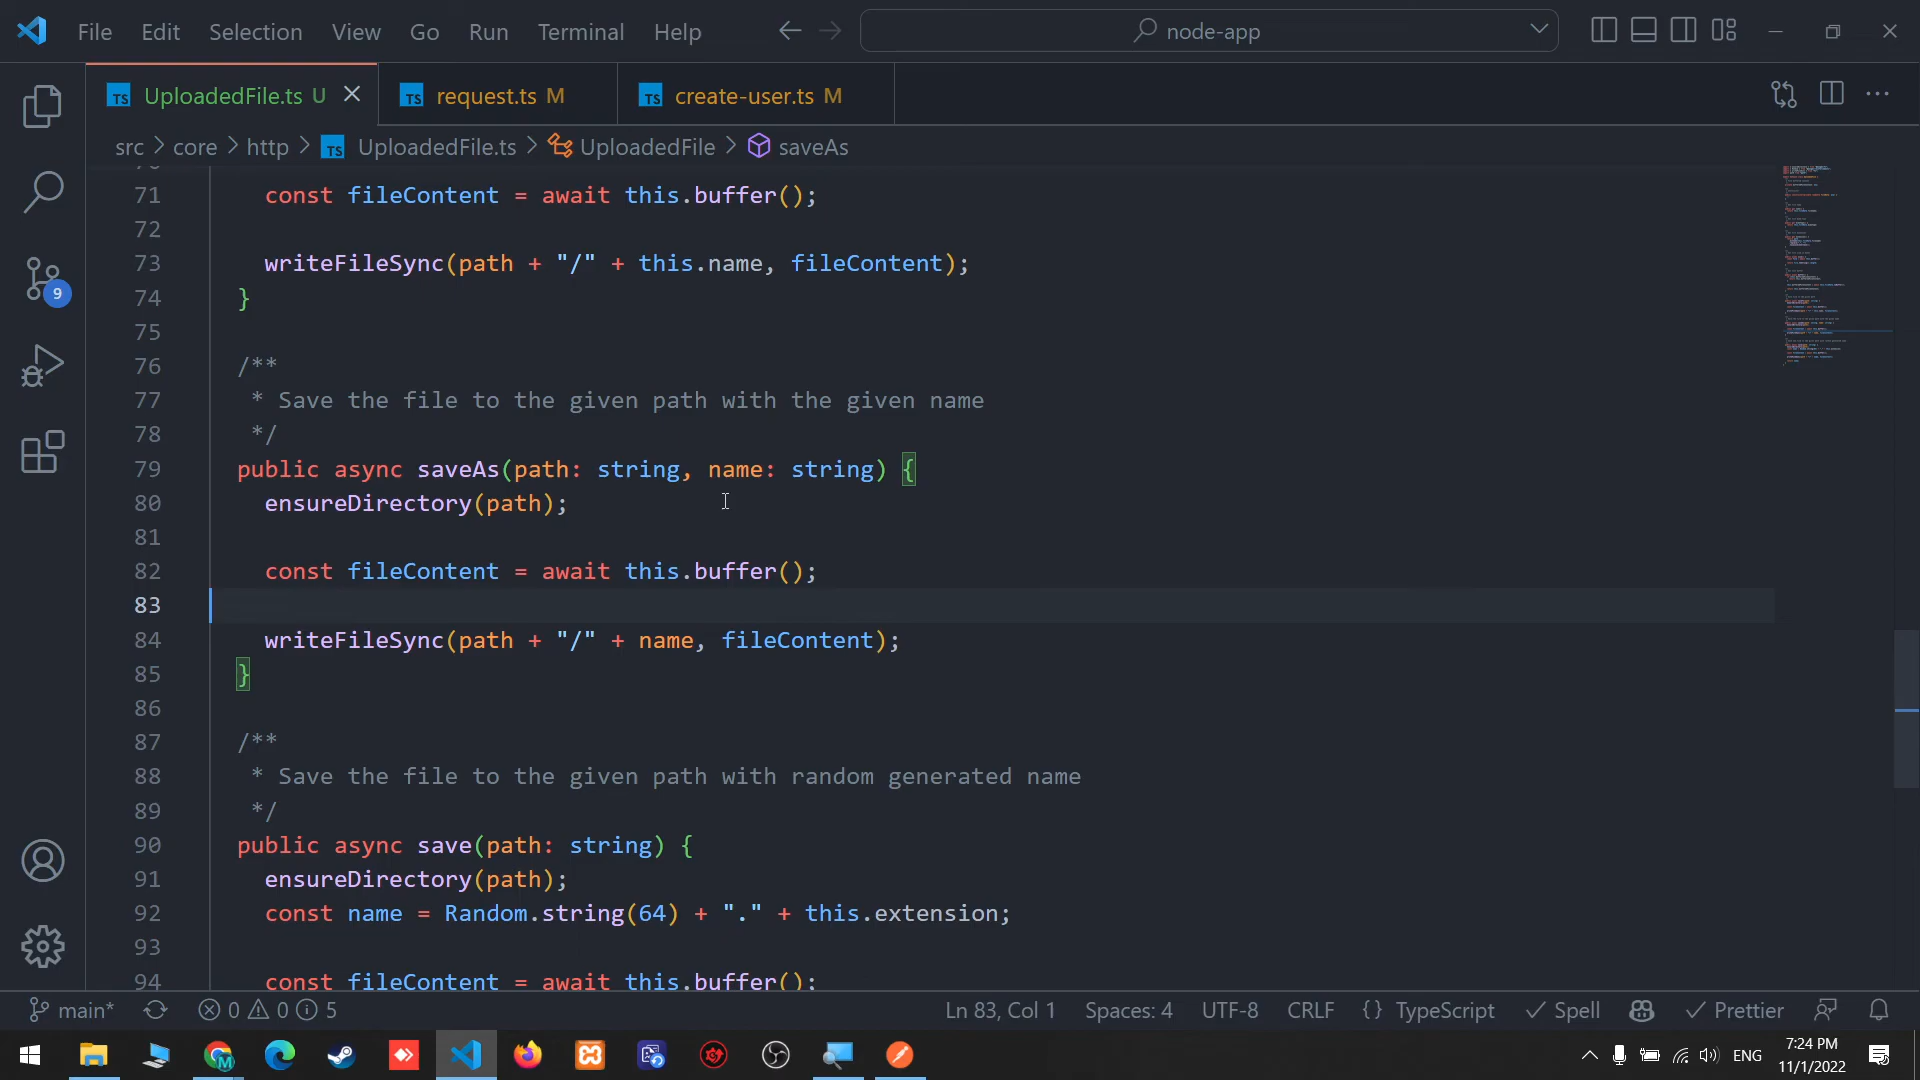 File Edit Selection View Go Run Terminal Help node-app
TS UploadedFile.ts U TS request.ts M TS create-user.ts M
src > core > http > TS UploadedFile.ts > UploadedFile > saveAs
71 const fileContent = await this.buffer();
72
73 writeFileSync(path + "/" + this.name, fileContent);
74 }
75
76 /**
77 * Save the file to the given path with the given name
78 */
79 public async saveAs(path: string, name: string) {
80 ensureDirectory(path);
81
82 const fileContent = await this.buffer();
83
84 writeFileSync(path + "/" + name, fileContent);
85 }
86
87 /**
88 * Save the file to the given path with random generated name
89 */
90 public async save(path: string) {
91 ensureDirectory(path);
92 const name = Random.string(64) + "." + this.extension;
93
94 const fileContent = await this.buffer();
9
main* 0 0 5 Ln 83, Col 1 Spaces: 4 UTF-8 CRLF {} TypeScript Spell Prettier
ENG 7:24 PM
11/1/2022